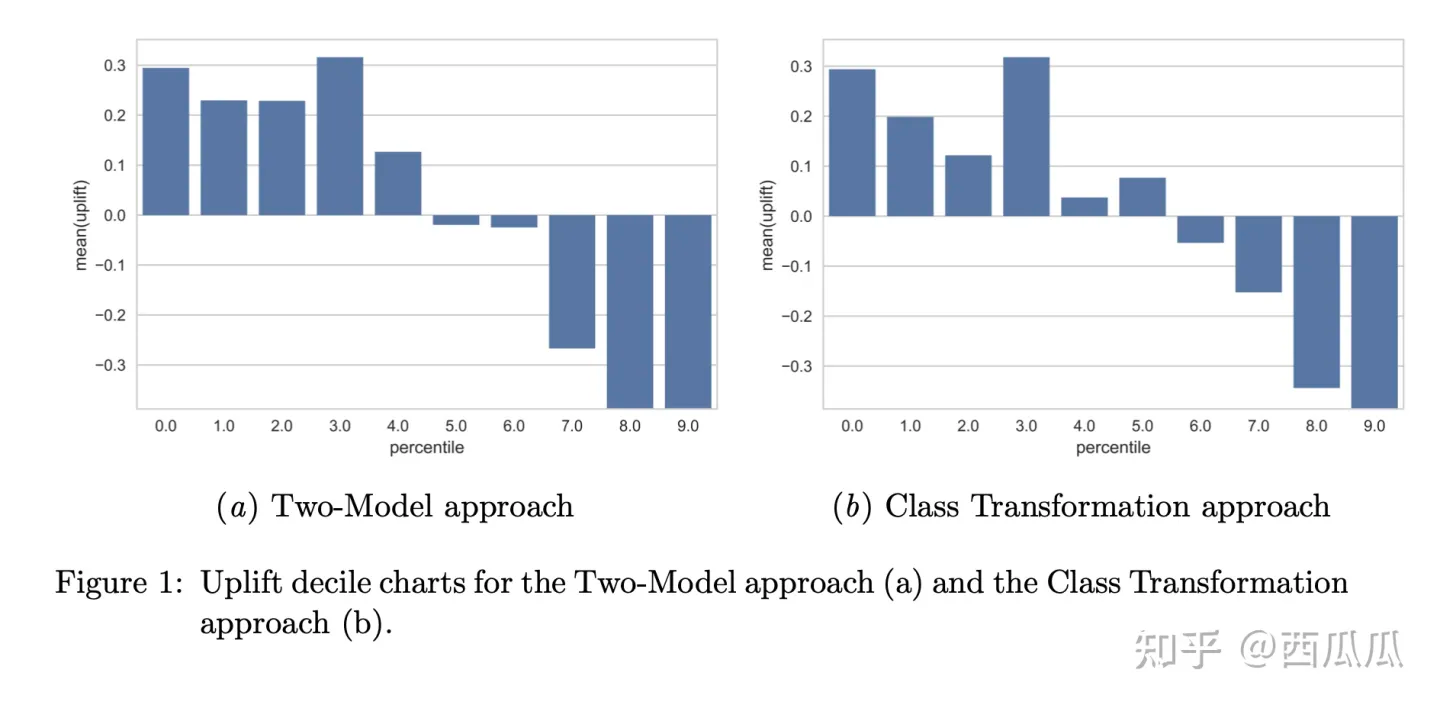 0.3
0.2
0.1
0.0
−0.1
−0.2
−0.3
mean(uplift)
0.0 1.0 2.0 3.0 4.0 5.0 6.0 7.0 8.0 9.0
percentile
(a) Two-Model approach
0.3
0.2
0.1
0.0
−0.1
−0.2
−0.3
mean(uplift)
0.0 1.0 2.0 3.0 4.0 5.0 6.0 7.0 8.0 9.0
percentile
(b) Class Transformation approach
Figure 1: Uplift decile charts for the Two-Model approach (a) and the Class Transformation
approach (b).
知乎 @西瓜瓜